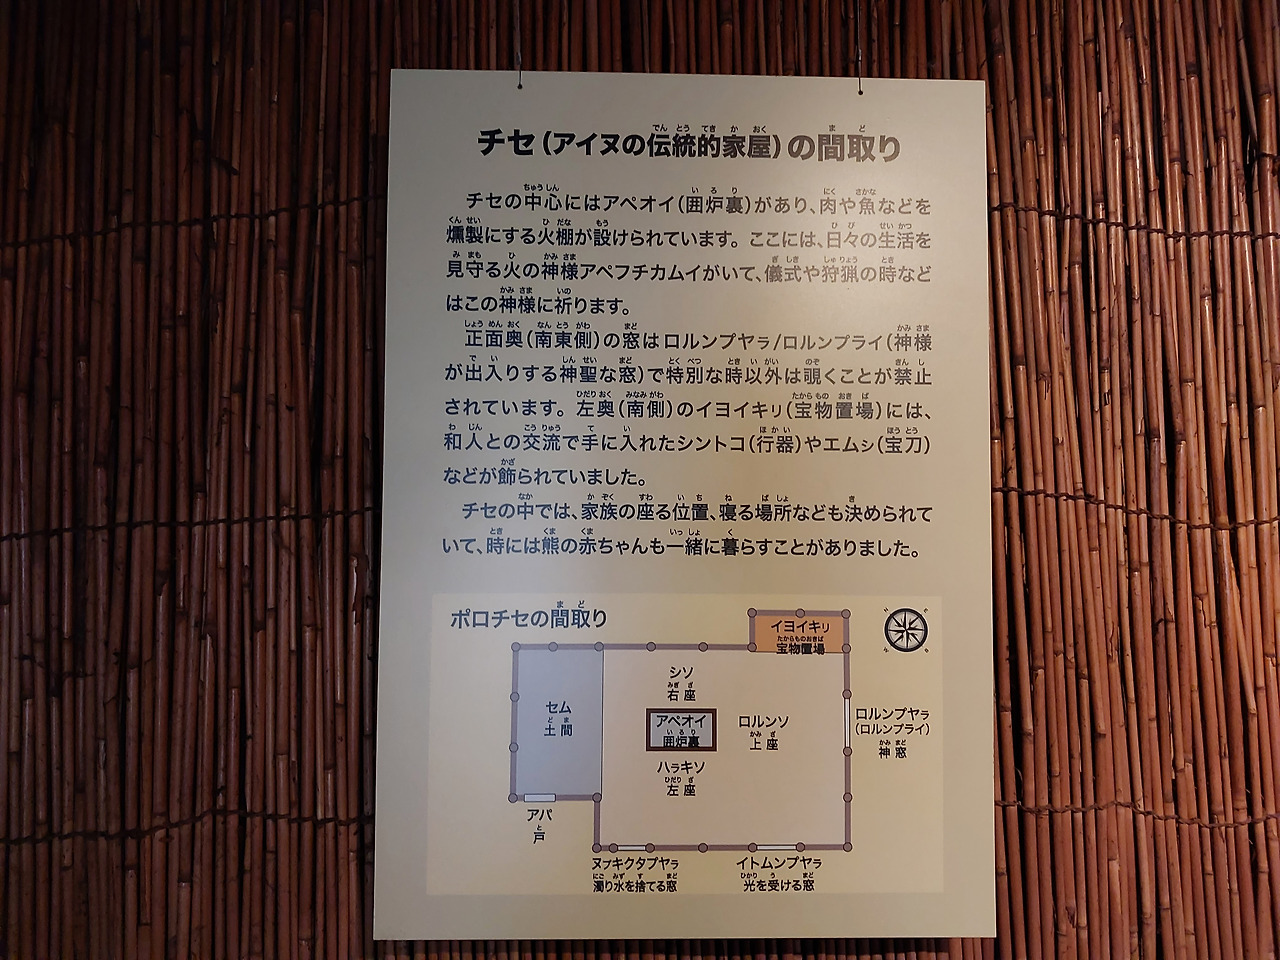 チセ(アイヌの伝統的家屋)の間取り
チセの中心にはアペオイ(囲炉裏)があり、肉や魚などを
燻製にする火棚が設けられています。ここには、日々の生活を
見守る火の神様アペフチカムイがいて、儀式や狩猟の時など
はこの神様に祈ります。
正面奥(南東側)の窓はロルンプヤㇻ/ロルンプライ(神様
が出入りする神聖な窓)で特別な時以外は覗くことが禁止
されています。左奥(南側)のイヨイキㇼ(宝物置場)には、
和人との交流で手に入れたシントコ(行器)やエムㇱ(宝刀)
などが飾られていました。
チセの中では、家族の座る位置、寝る場所なども決められて
いて、時には熊の赤ちゃんも一緒に暮らすことがありました。
ポロチセの間取り
イヨイキㇼ
宝物置場
シソ
右座
セム
土間
アペオイ
囲炉裏
ロルンソ
上座
ロルンプヤㇻ
(ロルンプライ)
神窓
ハㇻキソ
左座
アパ
戸
ヌㇷ゚キクタプヤㇻ
濁り水を捨てる窓
イトムンプヤㇻ
光を受ける窓